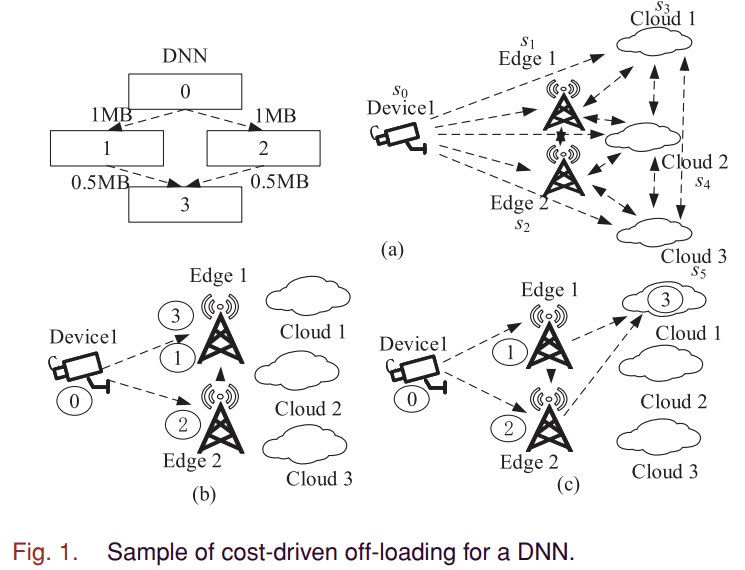 DNN
0
1MB 1MB
1 2
0.5MB 0.5MB
3
s0
Device1
s1
Edge 1
Edge 2
s2
s3
Cloud 1
Cloud 2
s4
Cloud 3
s5
(a)
Edge 1
3
1
Device1
0
2
Edge 2
Cloud 1
Cloud 2
Cloud 3
(b)
Edge 1
1
Device1
0
2
Edge 2
3
Cloud 1
Cloud 2
Cloud 3
(c)
Fig. 1. Sample of cost-driven off-loading for a DNN.